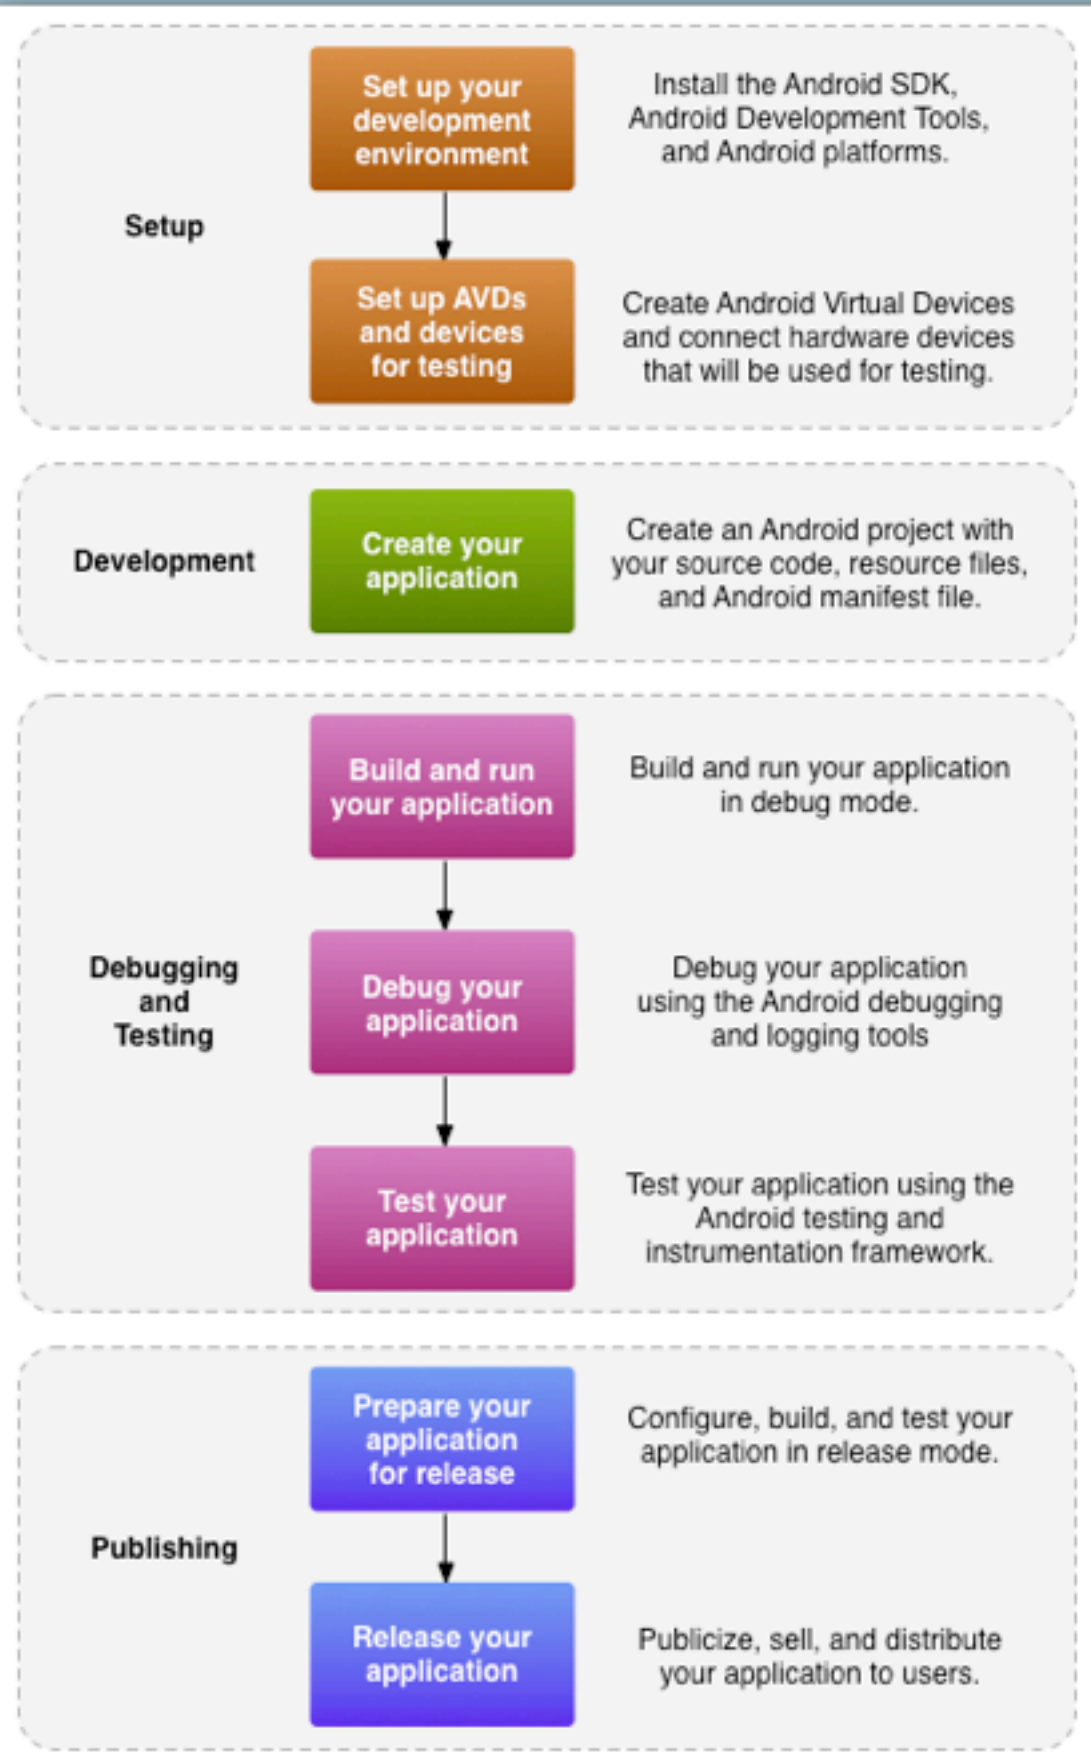 Set up your
development
environment
Install the Android SDK,
Android Development Tools,
and Android platforms.
Setup
Set up AVDs
and devices
for testing
Create Android Virtual Devices
and connect hardware devices
that will be used for testing.
Development
Create your
application
Create an Android project with
your source code, resource files,
and Android manifest file.
Build and run
your application
Build and run your application
in debug mode.
Debugging
and
Testing
Debug your
application
Debug your application
using the Android debugging
and logging tools
Test your
application
Test your application using the
Android testing and
instrumentation framework.
Prepare your
application
for release
Configure, build, and test your
application in release mode.
Publishing
Release your
application
Publicize, sell, and distribute
your application to users.